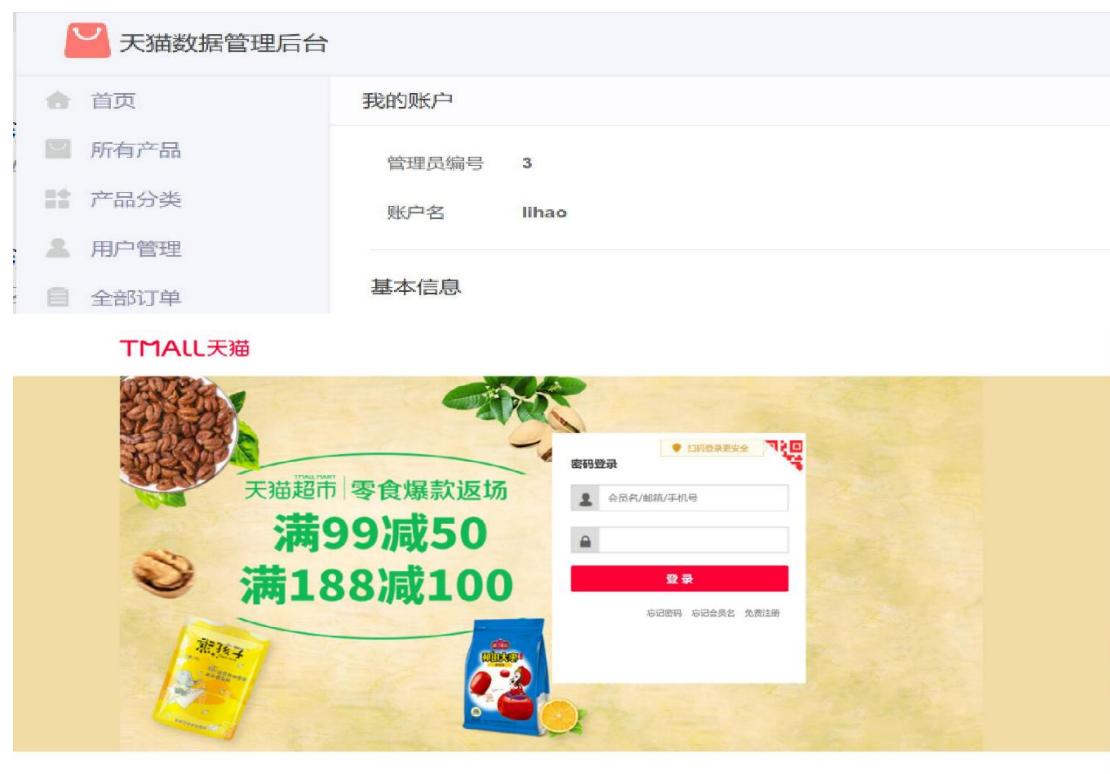 天猫数据管理后台
首页
我的账户
所有产品
管理员编号 3
产品分类
账户名 lihao
用户管理
基本信息
全部订单
TMALL天猫
扫码登录更安全
密码登录
TMALL MART
天猫超市 零食爆款返场
会员名/邮箱/手机号
满99减50
满188减100
登录
忘记密码 忘记会员名 免费注册